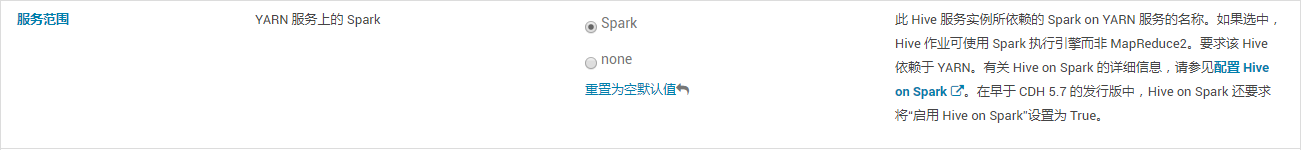 服务范围
YARN 服务上的 Spark
Spark
none
重置为空默认值
此 Hive 服务实例所依赖的 Spark on YARN 服务的名称。如果选中，
Hive 作业可使用 Spark 执行引擎而非 MapReduce2。要求该 Hive
依赖于 YARN。有关 Hive on Spark 的详细信息，请参见配置 Hive
on Spark 。在早于 CDH 5.7 的发行版中，Hive on Spark 还要求
将“启用 Hive on Spark”设置为 True。